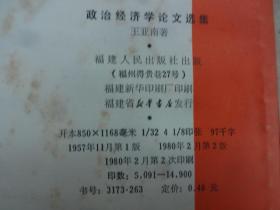 政治经济学论文选集
王亚南著
福建人民出版社出版
（福州得贵巷27号）
福建新华印刷厂印刷
福建省新华书店发行
开本850×1168毫米 1/32 4 1/8印张 97千字
1957年11月第1版 1980年2月第2版
1980年2月第2次印刷
印数：5,091—14,900
书号：3173·263 定价：0.40元